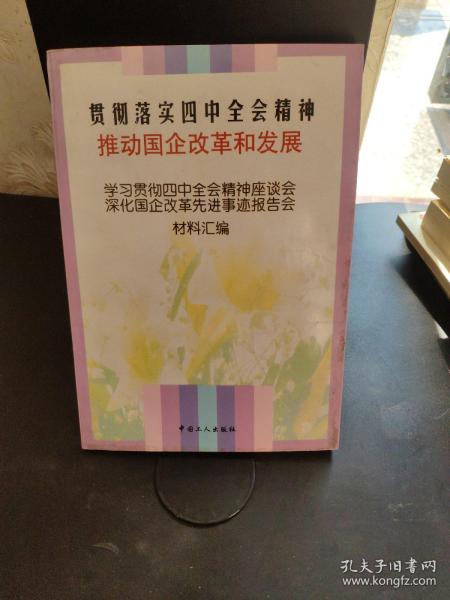 贯彻落实四中全会精神
推动国企改革和发展
学习贯彻四中全会精神座谈会
深化国企改革先进事迹报告会
材料汇编
中国工人出版社
孔夫子旧书网
www.kongfz.com